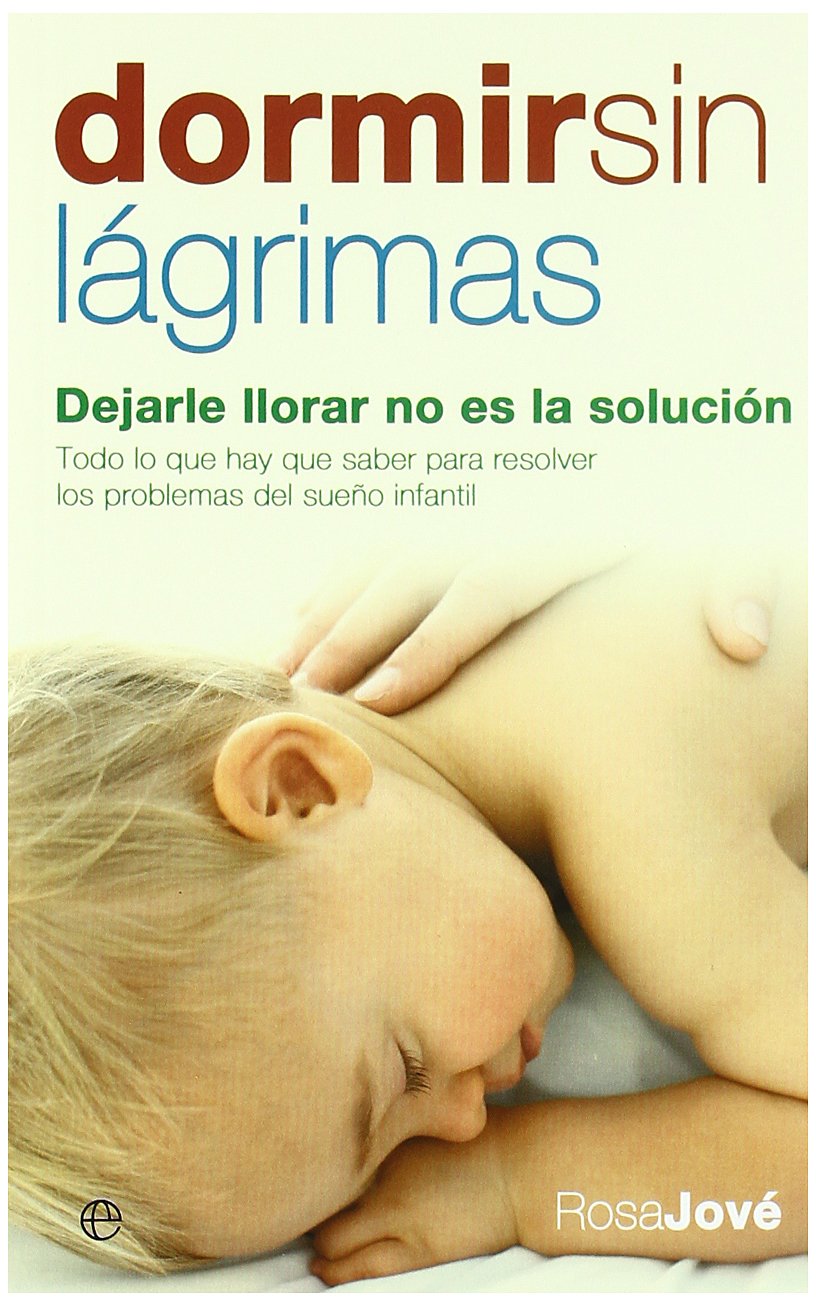 dormirsin
lágrimas
Dejarle llorar no es la solución
Todo lo que hay que saber para resolver
los problemas del sueño infantil
e
RosaJové